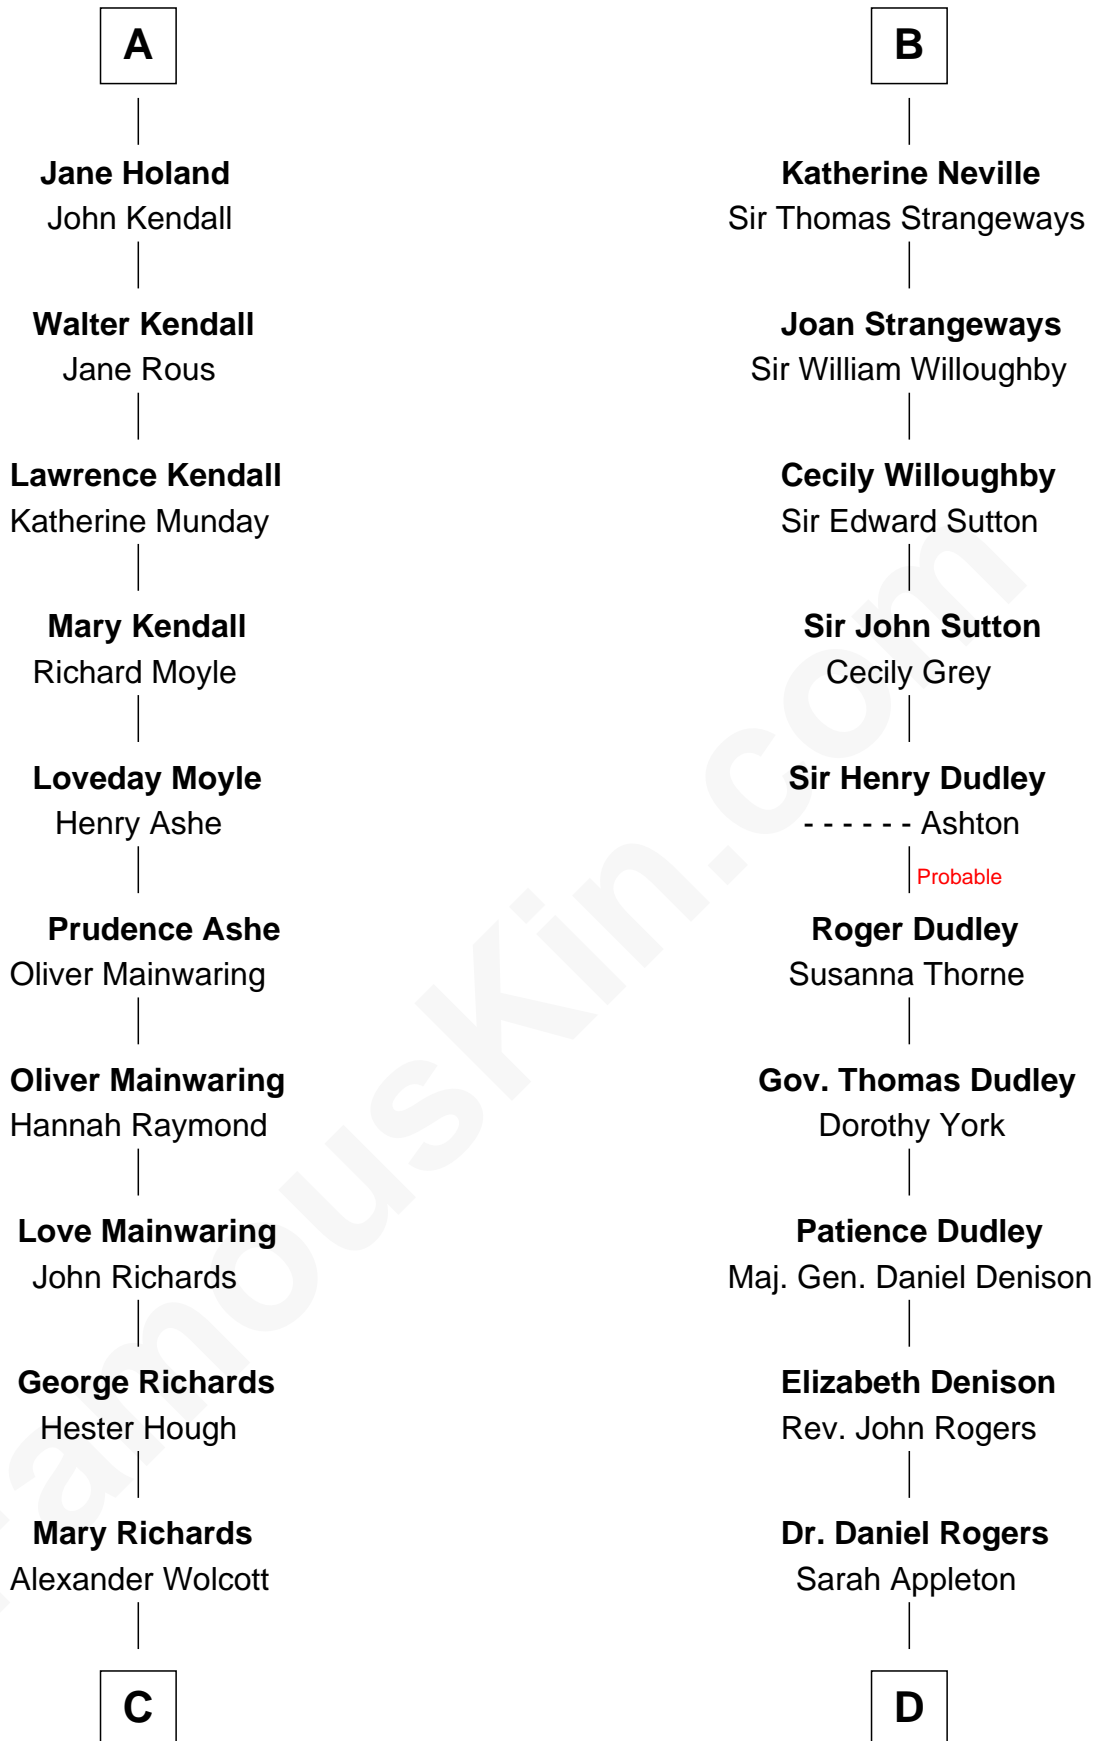 A
Jane Holand
John Kendall
Walter Kendall
Jane Rous
Lawrence Kendall
Katherine Munday
Mary Kendall
Richard Moyle
Loveday Moyle
Henry Ashe
Prudence Ashe
Oliver Mainwaring
Oliver Mainwaring
Hannah Raymond
Love Mainwaring
John Richards
George Richards
Hester Hough
Mary Richards
Alexander Wolcott
C
B
Katherine Neville
Sir Thomas Strangeways
Joan Strangeways
Sir William Willoughby
Cecily Willoughby
Sir Edward Sutton
Sir John Sutton
Cecily Grey
Sir Henry Dudley
- - - - - - Ashton
Probable
Roger Dudley
Susanna Thorne
Gov. Thomas Dudley
Dorothy York
Patience Dudley
Maj. Gen. Daniel Denison
Elizabeth Denison
Rev. John Rogers
Dr. Daniel Rogers
Sarah Appleton
D
FamousKin.com